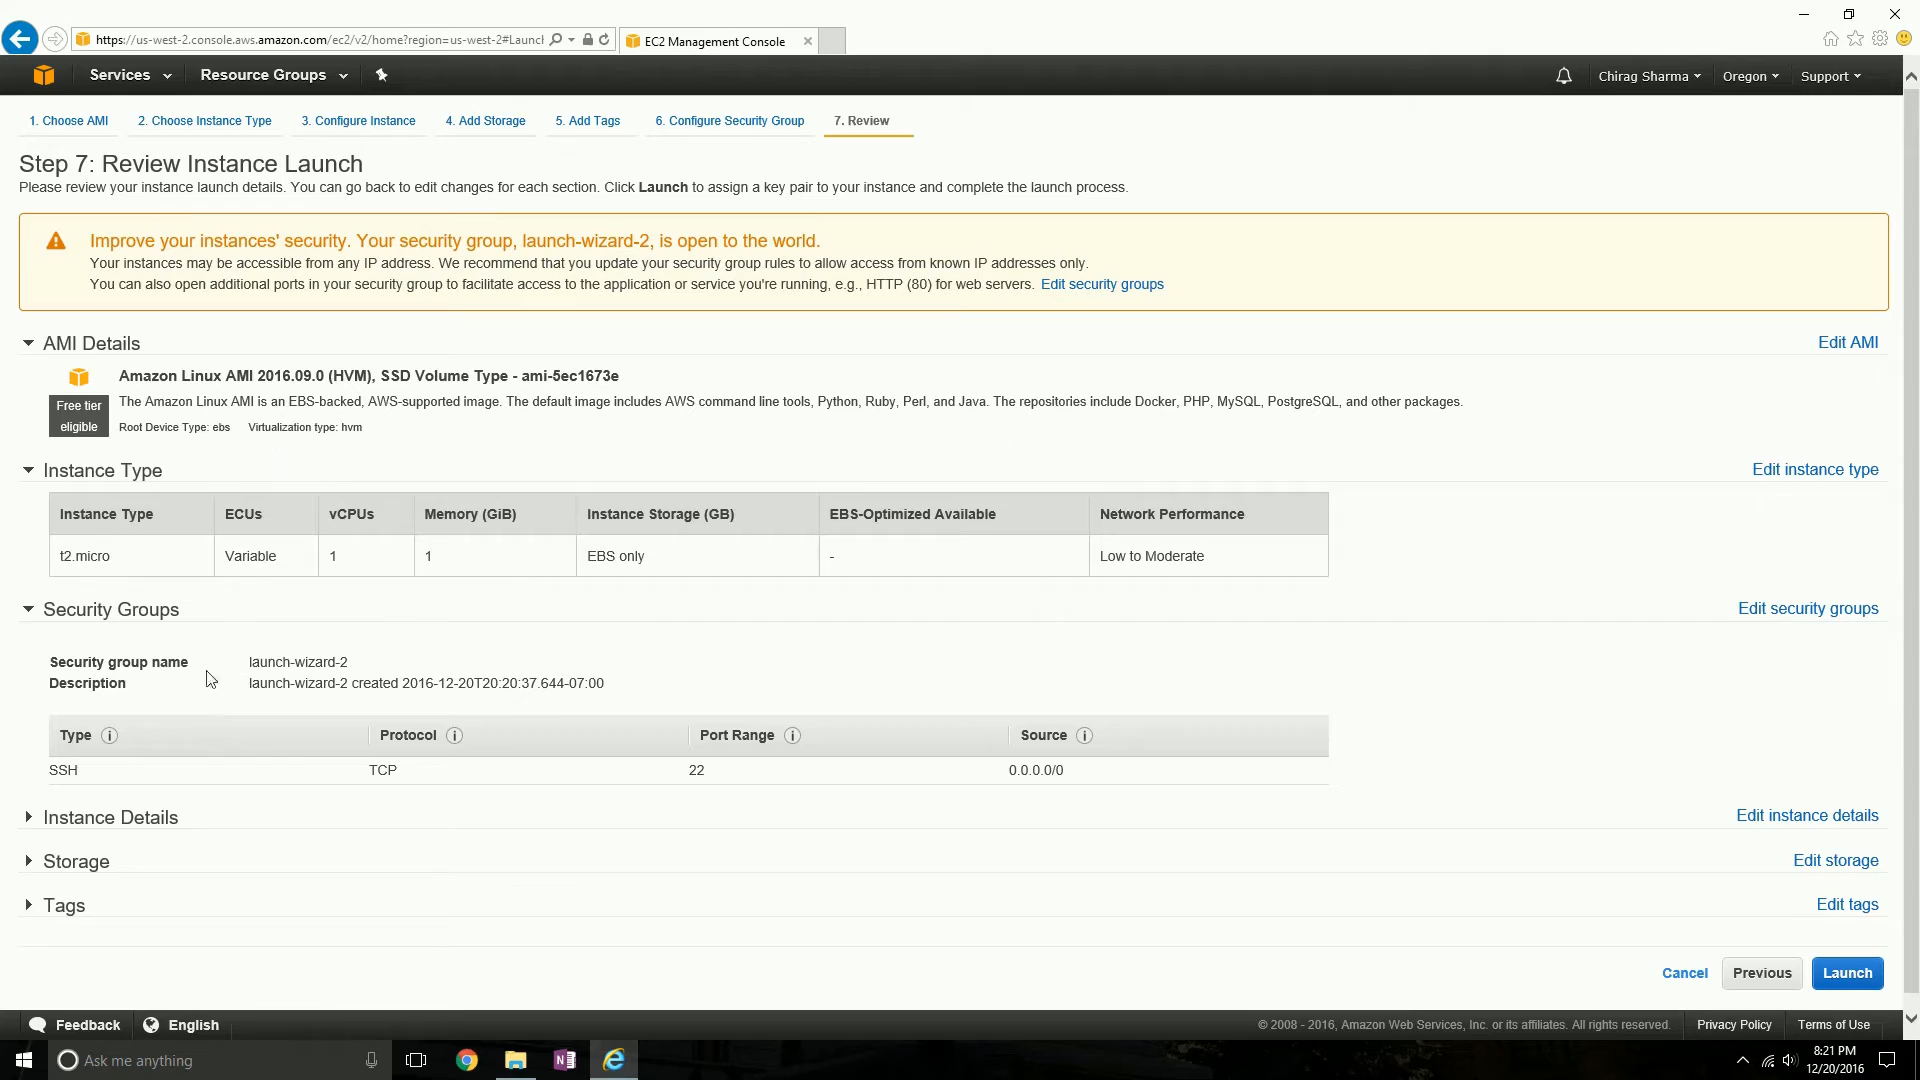 https://us-west-2.console.aws.amazon.com/ec2/v2/home?region=us-west-2#Launcl
EC2 Management Console
Services
Resource Groups
Chirag Sharma
Oregon
Support
1. Choose AMI
2. Choose Instance Type
3. Configure Instance
4. Add Storage
5. Add Tags
6. Configure Security Group
7. Review
Step 7: Review Instance Launch
Please review your instance launch details. You can go back to edit changes for each section. Click Launch to assign a key pair to your instance and complete the launch process.
Improve your instances' security. Your security group, launch-wizard-2, is open to the world.
Your instances may be accessible from any IP address. We recommend that you update your security group rules to allow access from known IP addresses only.
You can also open additional ports in your security group to facilitate access to the application or service you're running, e.g., HTTP (80) for web servers. Edit security groups
AMI Details
Edit AMI
Amazon Linux AMI 2016.09.0 (HVM), SSD Volume Type - ami-5ec1673e
Free tier
eligible
The Amazon Linux AMI is an EBS-backed, AWS-supported image. The default image includes AWS command line tools, Python, Ruby, Perl, and Java. The repositories include Docker, PHP, MySQL, PostgreSQL, and other packages.
Root Device Type: ebs Virtualization type: hvm
Instance Type
Edit instance type
Instance Type ECUs vCPUs Memory (GiB) Instance Storage (GB) EBS-Optimized Available Network Performance
t2.micro Variable 1 1 EBS only - Low to Moderate
Security Groups
Edit security groups
Security group name launch-wizard-2
Description launch-wizard-2 created 2016-12-20T20:20:37.644-07:00
Type Protocol Port Range Source
SSH TCP 22 0.0.0.0/0
Instance Details
Edit instance details
Storage
Edit storage
Tags
Edit tags
Cancel
Previous
Launch
Feedback
English
© 2008 - 2016, Amazon Web Services, Inc. or its affiliates. All rights reserved.
Privacy Policy
Terms of Use
Ask me anything
8:21 PM
12/20/2016